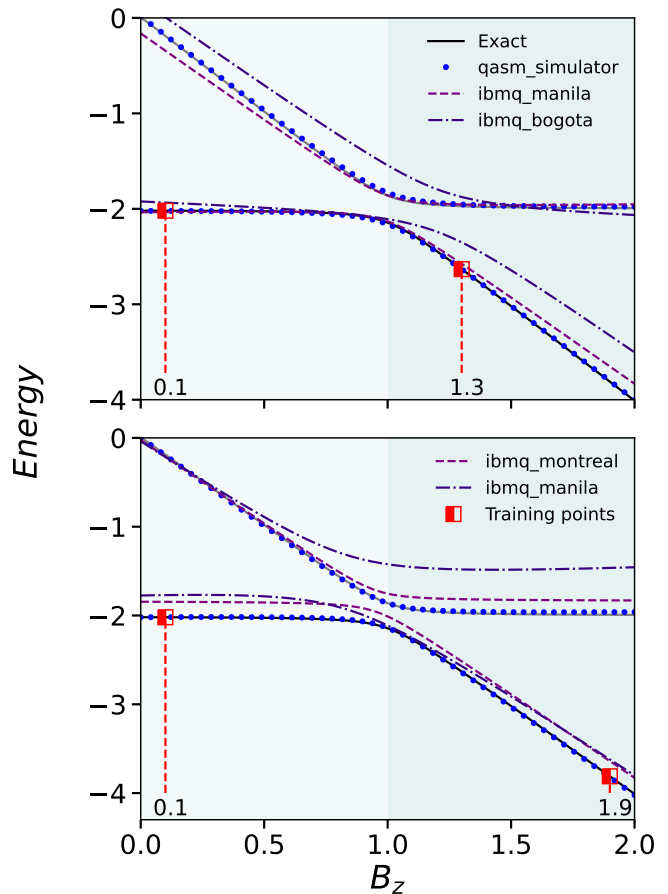 Energy
0
−1
−2
−3
−4
Exact
qasm_simulator
ibmq_manila
ibmq_bogota
0.1
1.3
0
−1
−2
−3
−4
ibmq_montreal
ibmq_manila
Training points
0.1
1.9
0.0
0.5
1.0
1.5
2.0
B_z